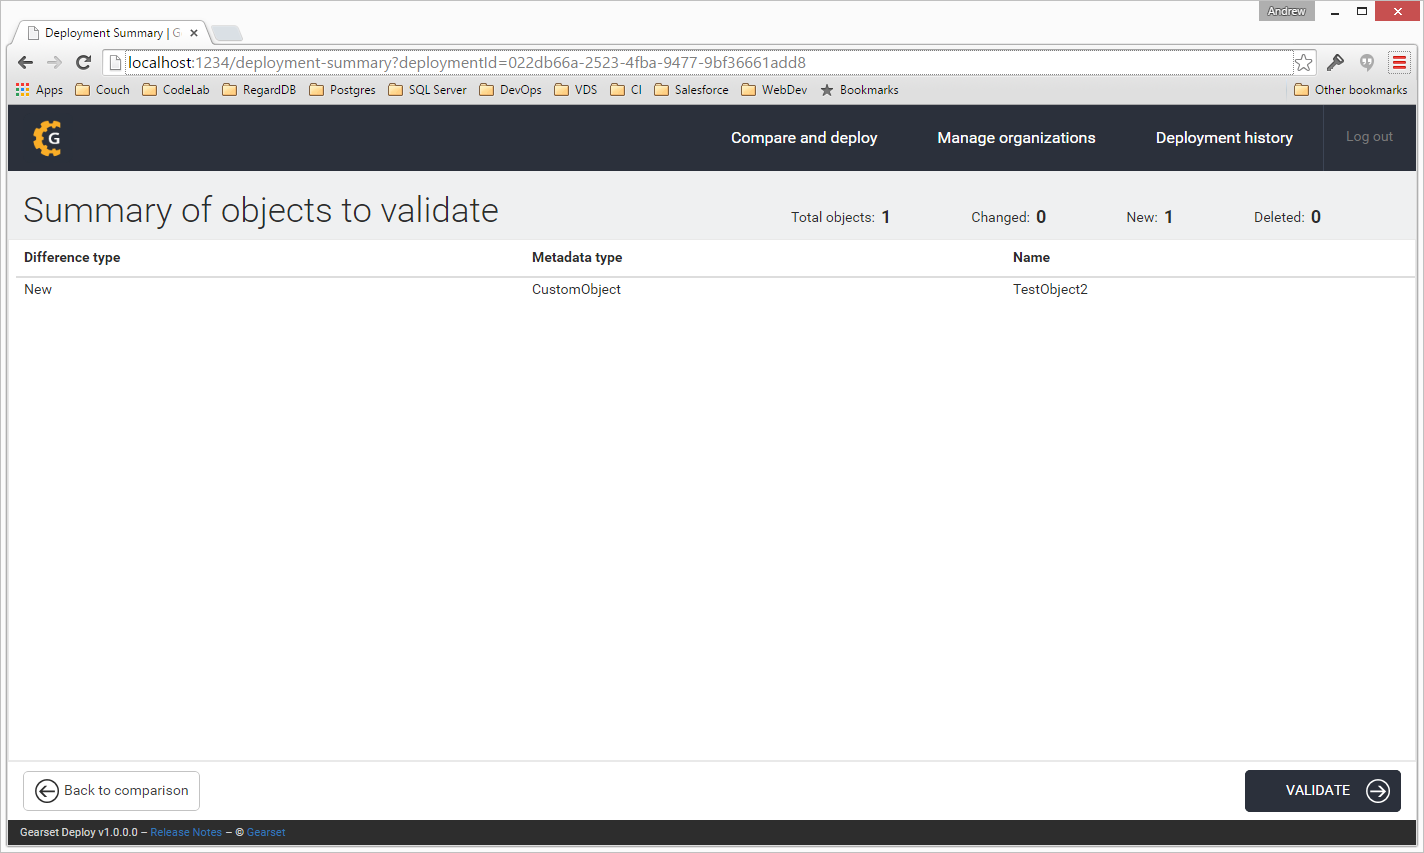 Andrew
Deployment Summary | G
localhost:1234/deployment-summary?deploymentId=022db66a-2523-4fba-9477-9bf36661add8
Apps Couch CodeLab RegardDB Postgres SQL Server DevOps VDS CI Salesforce WebDev Bookmarks Other bookmarks
G Compare and deploy Manage organizations Deployment history Log out
Summary of objects to validate Total objects: 1 Changed: 0 New: 1 Deleted: 0
Difference type Metadata type Name
New CustomObject TestObject2
Back to comparison VALIDATE
Gearset Deploy v1.0.0.0 – Release Notes – © Gearset